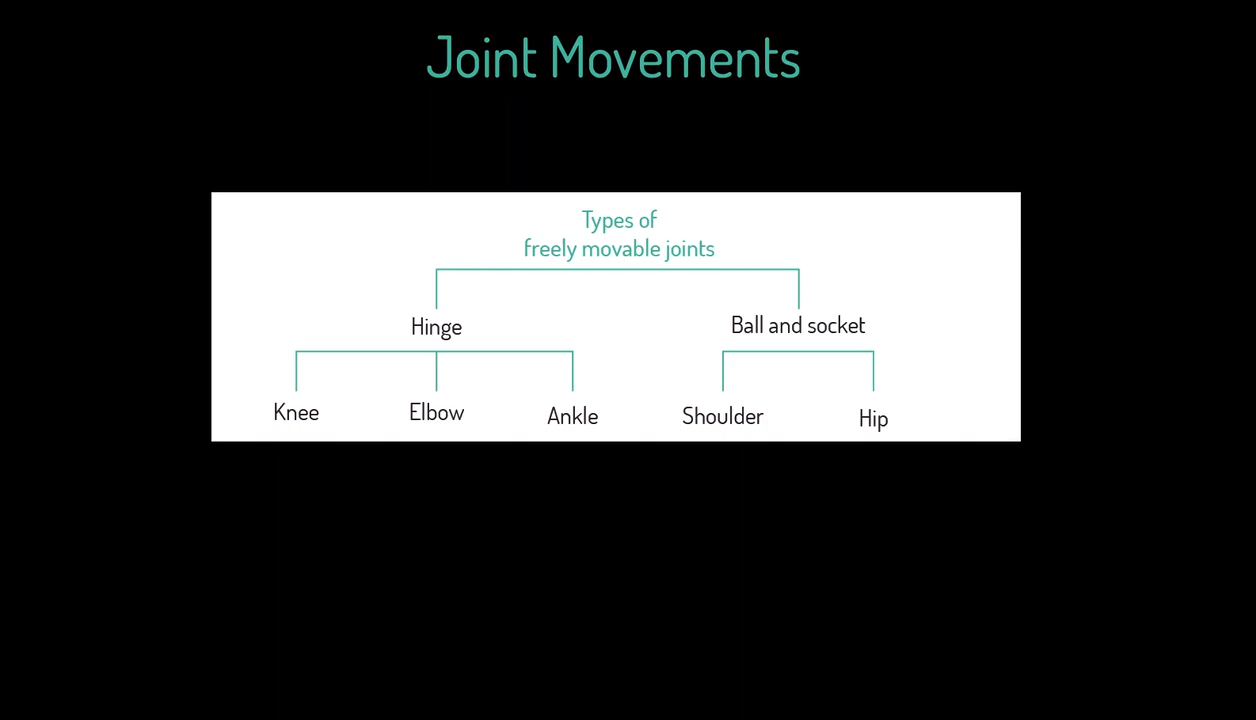 Joint Movements
Types of
freely movable joints
Hinge
Ball and socket
Knee
Elbow
Ankle
Shoulder
Hip